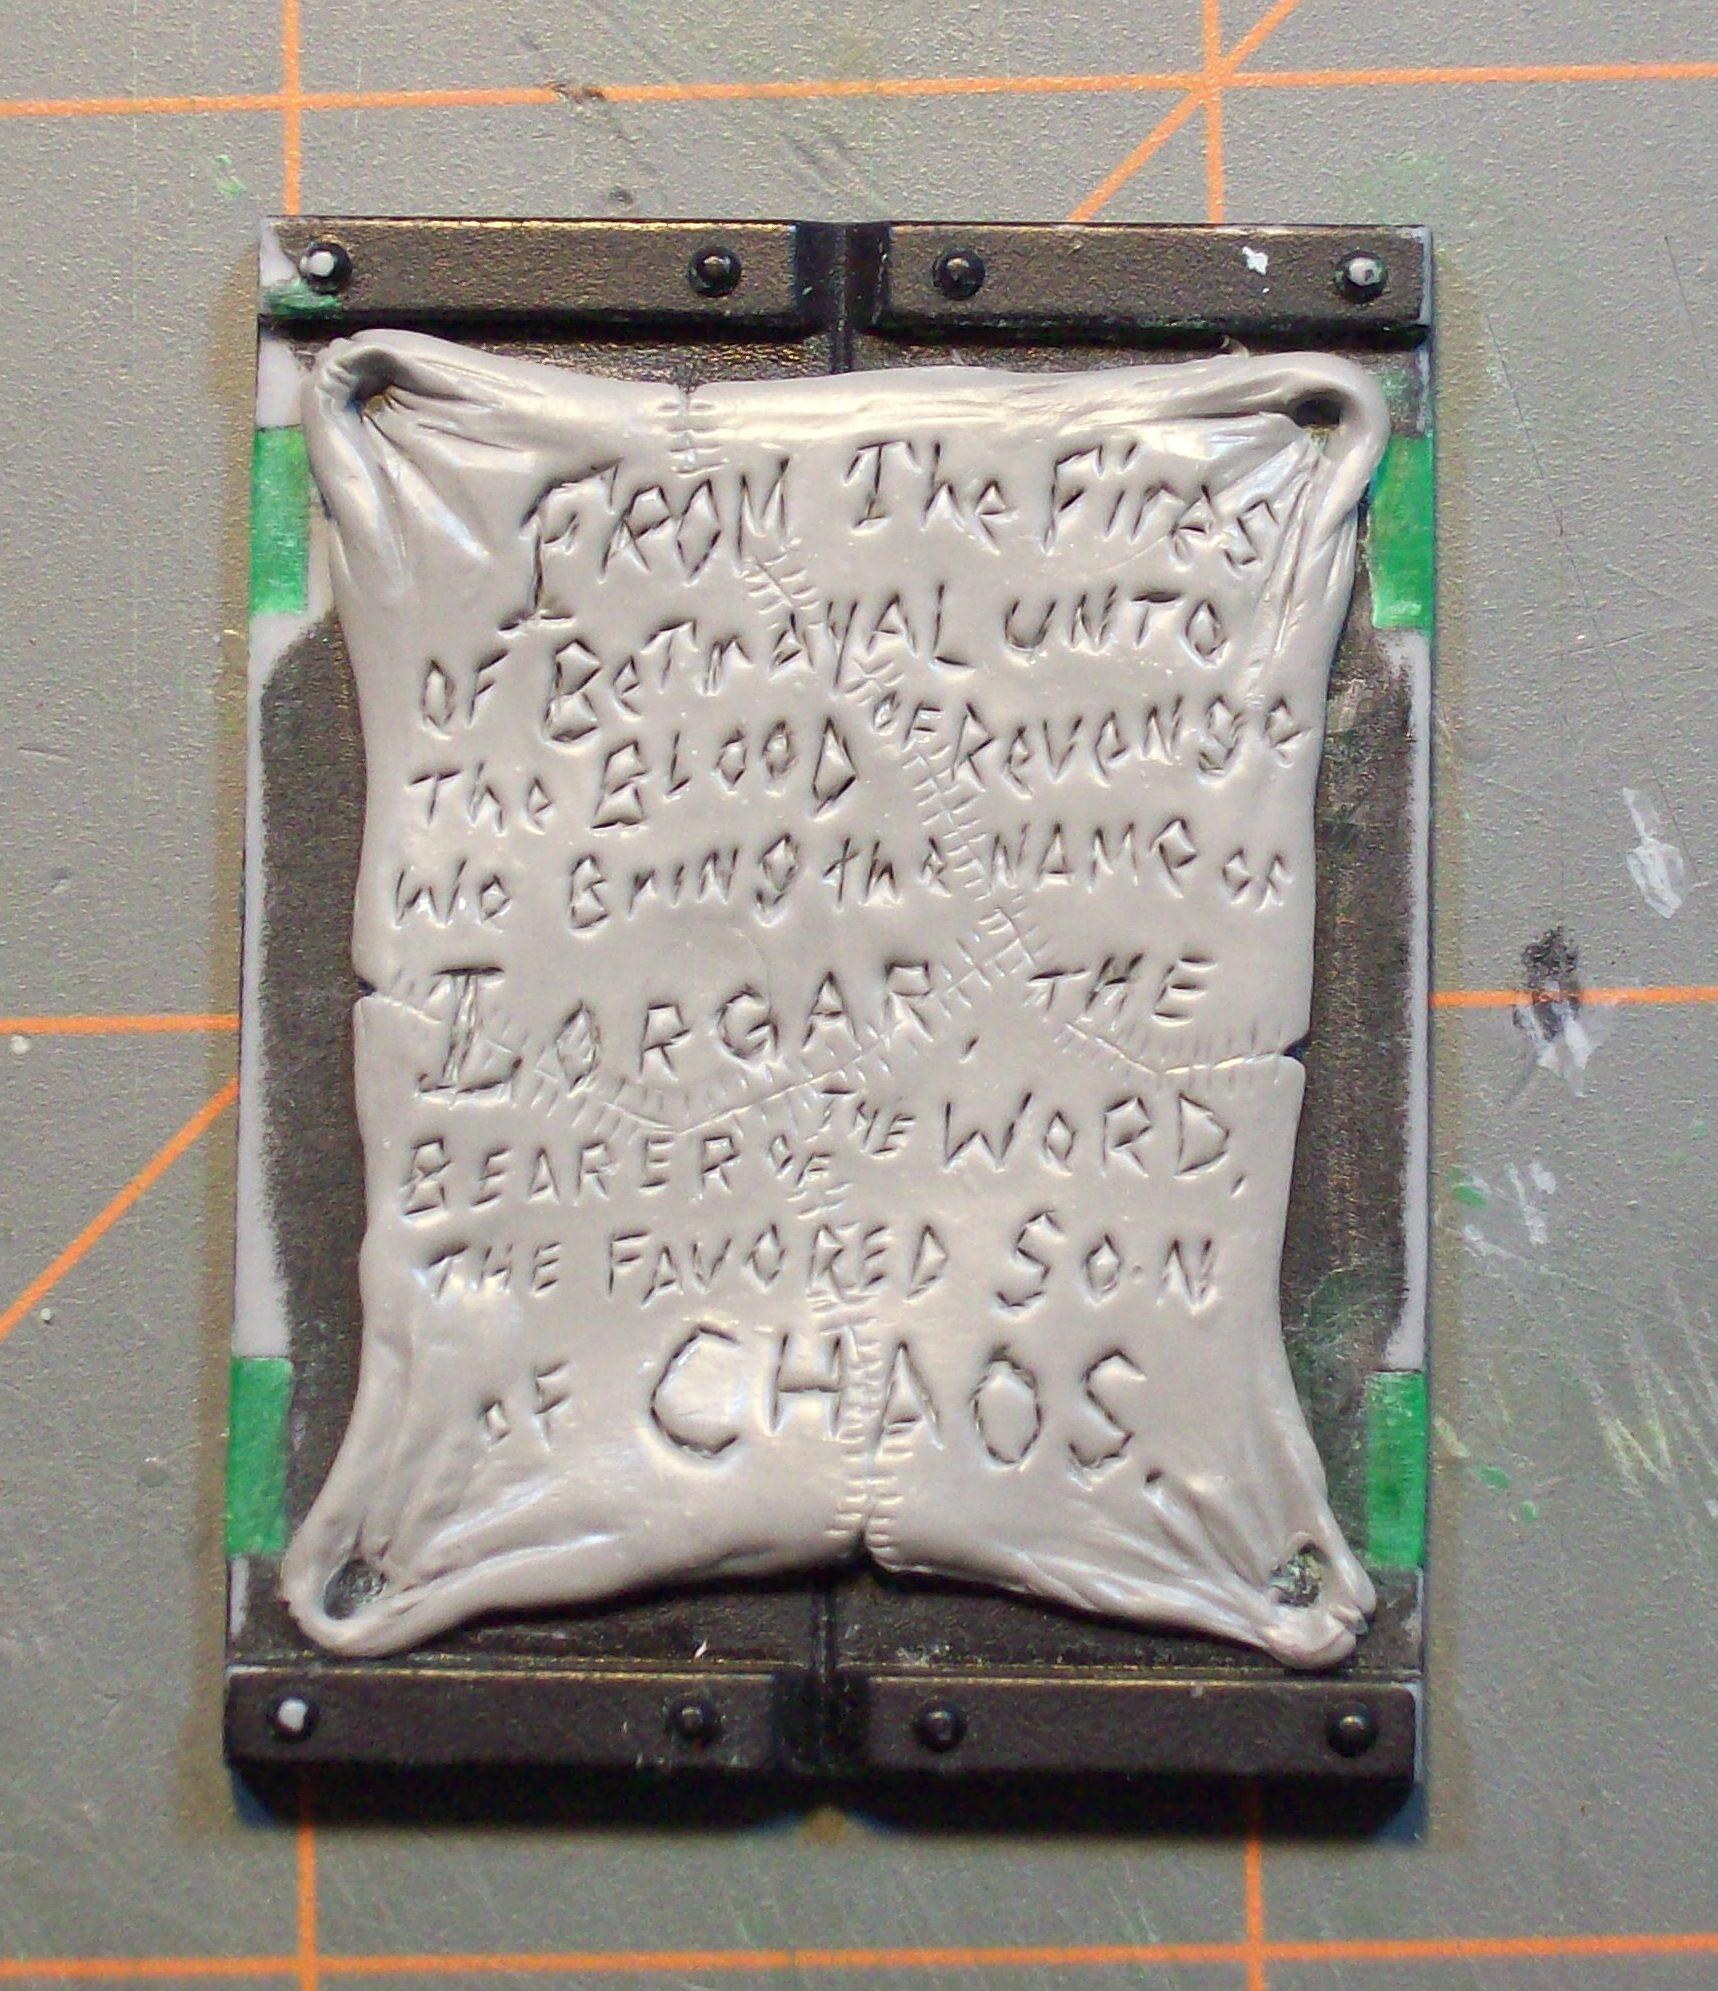 FROM The Fires
OF BeTrAYAL UNTO
The BLOOD OF RevenGe
We BriNg the NAMe OF
LORGAR, THE
BEARER OF THE WORD,
THE FAVORED SON
OF CHAOS.